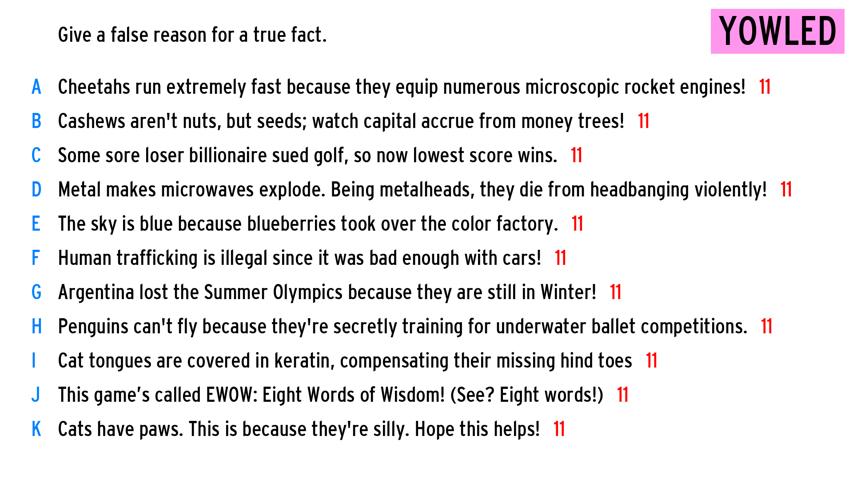 Give a false reason for a true fact.
YOWLED
A Cheetahs run extremely fast because they equip numerous microscopic rocket engines! 11
B Cashews aren't nuts, but seeds; watch capital accrue from money trees! 11
C Some sore loser billionaire sued golf, so now lowest score wins. 11
D Metal makes microwaves explode. Being metalheads, they die from headbanging violently! 11
E The sky is blue because blueberries took over the color factory. 11
F Human trafficking is illegal since it was bad enough with cars! 11
G Argentina lost the Summer Olympics because they are still in Winter! 11
H Penguins can't fly because they're secretly training for underwater ballet competitions. 11
I Cat tongues are covered in keratin, compensating their missing hind toes 11
J This game’s called EWOW: Eight Words of Wisdom! (See? Eight words!) 11
K Cats have paws. This is because they're silly. Hope this helps! 11